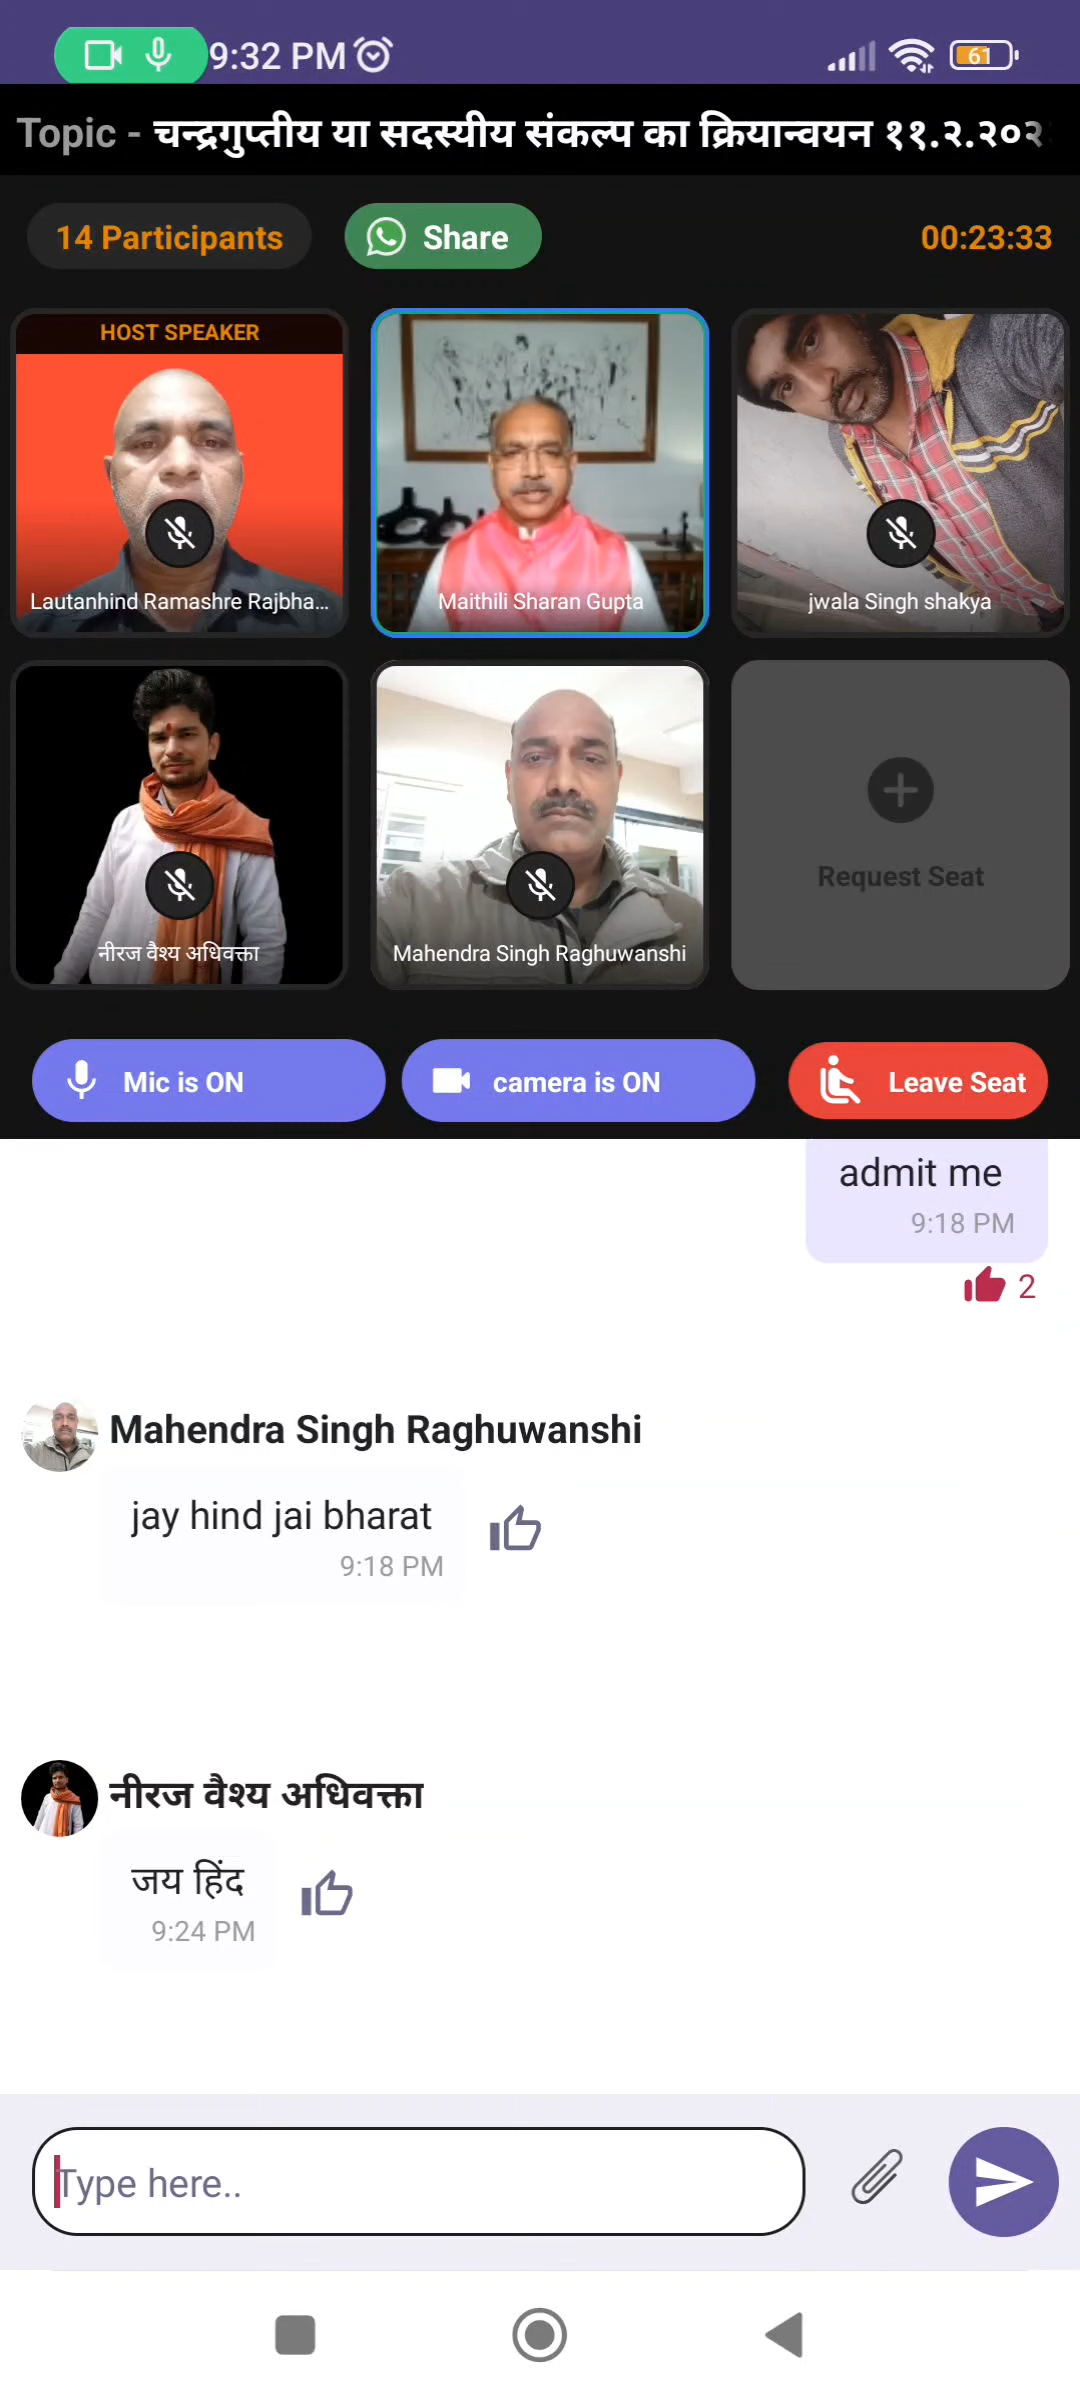 9:32 PM
61
Topic - चन्द्रगुप्तीय या सदस्यीय संकल्प का क्रियान्वयन ११.२.२०२
14 Participants
Share
00:23:33
HOST SPEAKER
Lautanhind Ramashre Rajbha...
Maithili Sharan Gupta
jwala Singh shakya
नीरज वैश्य अधिवक्ता
Mahendra Singh Raghuwanshi
Request Seat
Mic is ON
camera is ON
Leave Seat
admit me
9:18 PM
2
Mahendra Singh Raghuwanshi
jay hind jai bharat
9:18 PM
नीरज वैश्य अधिवक्ता
जय हिंद
9:24 PM
Type here..